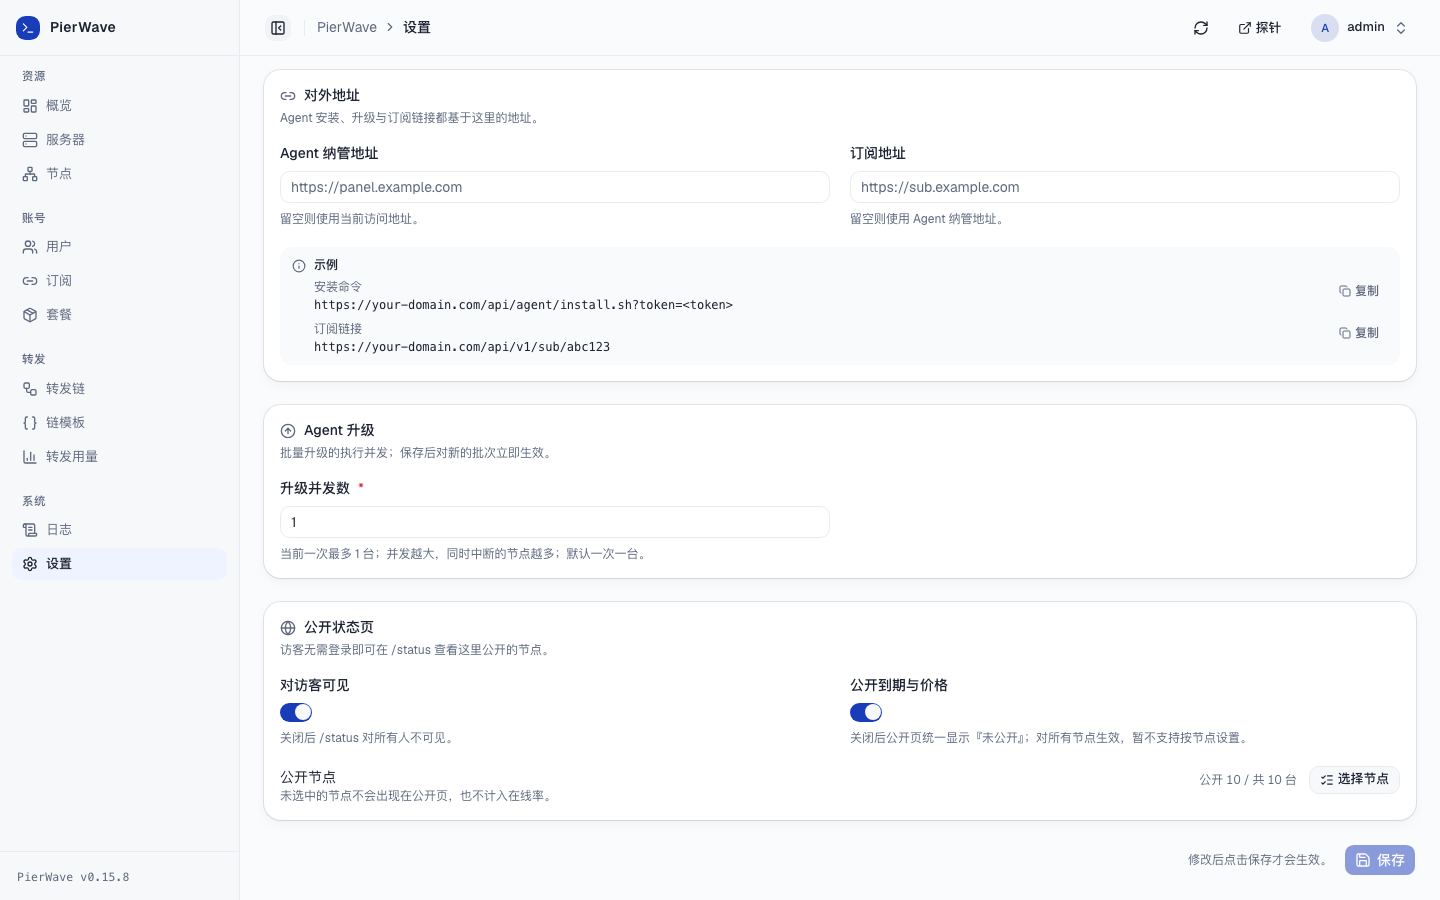 PierWave
资源
概览
服务器
节点
账号
用户
订阅
套餐
转发
转发链
链模板
转发用量
系统
日志
设置
PierWave v0.15.8
PierWave > 设置
探针
A admin
对外地址
Agent 安装、升级与订阅链接都基于这里的地址。
Agent 纳管地址
https://panel.example.com
留空则使用当前访问地址。
订阅地址
https://sub.example.com
留空则使用 Agent 纳管地址。
示例
安装命令
https://your-domain.com/api/agent/install.sh?token=<token>
复制
订阅链接
https://your-domain.com/api/v1/sub/abc123
复制
Agent 升级
批量升级的执行并发；保存后对新的批次立即生效。
升级并发数 *
1
当前一次最多 1 台；并发越大，同时中断的节点越多；默认一次一台。
公开状态页
访客无需登录即可在 /status 查看这里公开的节点。
对访客可见
关闭后 /status 对所有人不可见。
公开到期与价格
关闭后公开页统一显示『未公开』；对所有节点生效，暂不支持按节点设置。
公开节点
未选中的节点不会出现在公开页，也不计入在线率。
公开 10 / 共 10 台
选择节点
修改后点击保存才会生效。
保存